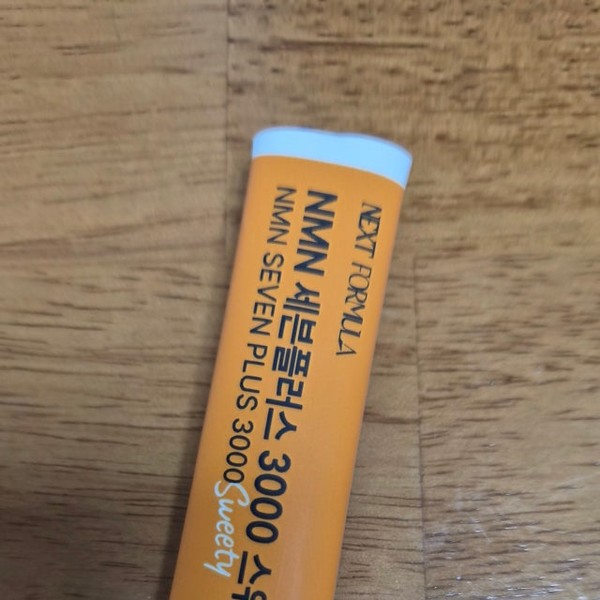 NEXT FORMULA
NMN 세븐플러스 3000
NMN SEVEN PLUS 3000
Sweety